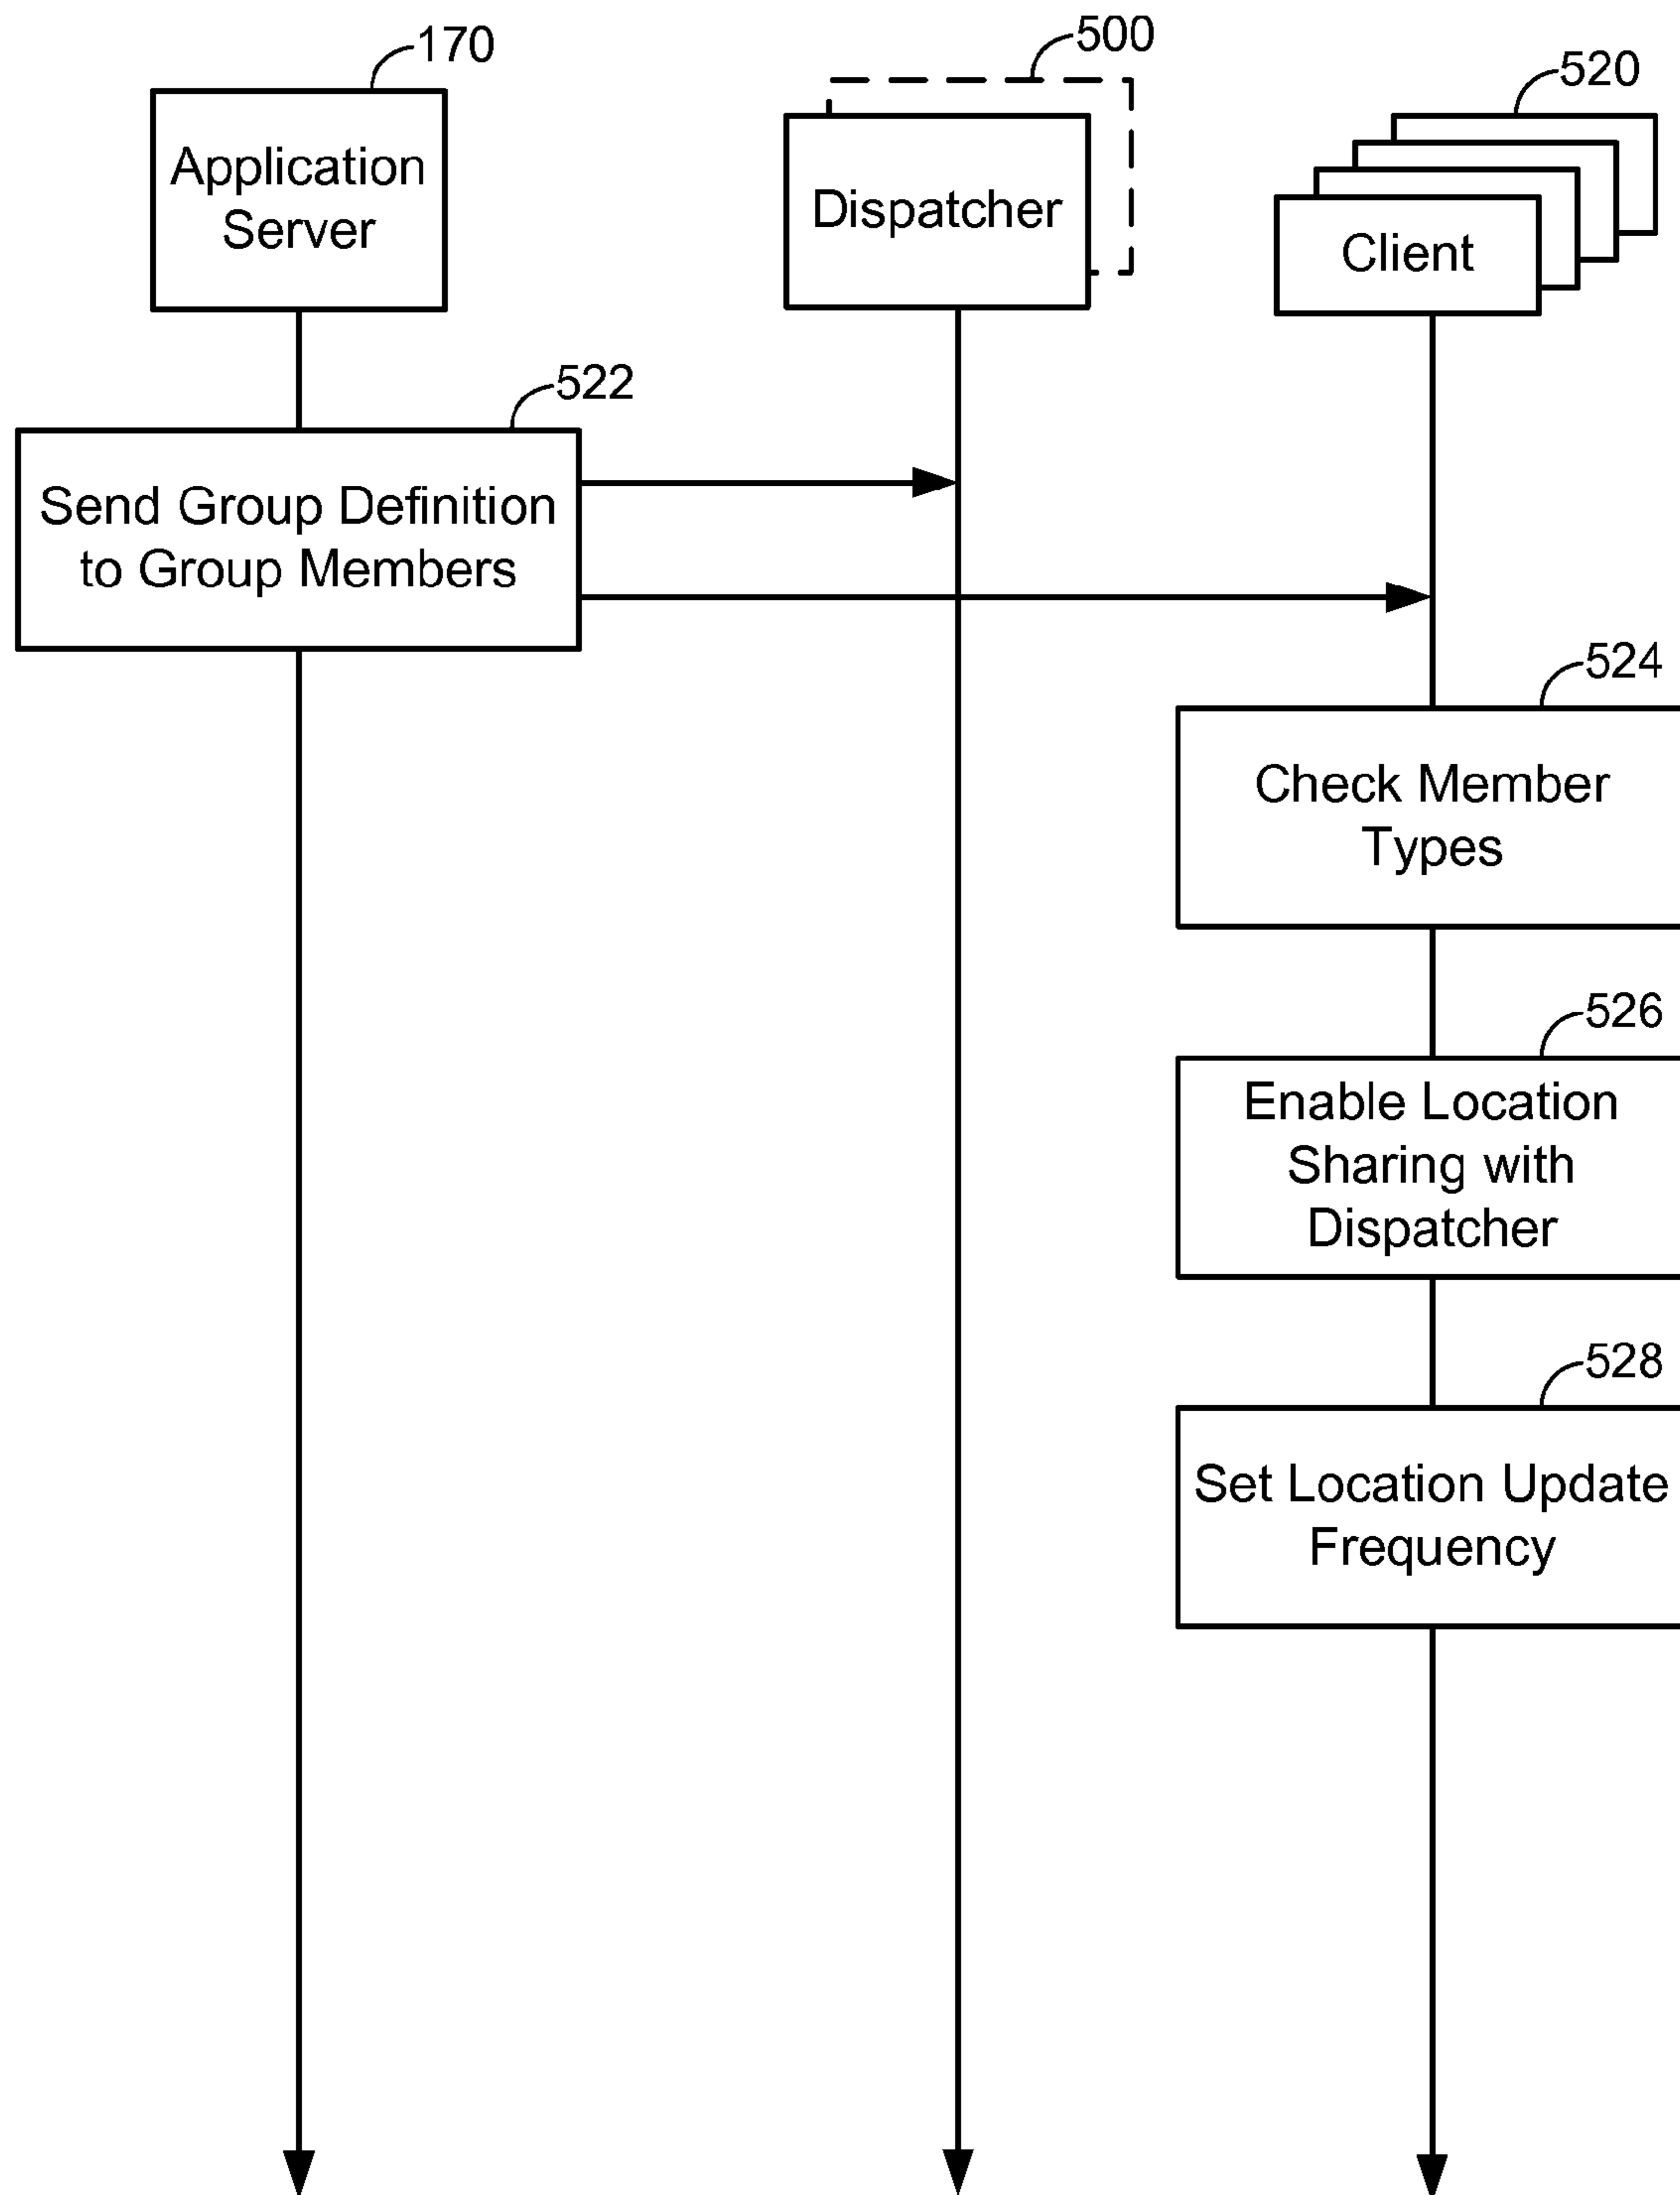 170
500
520
Application
Server
Dispatcher
Client
522
Send Group Definition
to Group Members
524
Check Member
Types
526
Enable Location
Sharing with
Dispatcher
528
Set Location Update
Frequency